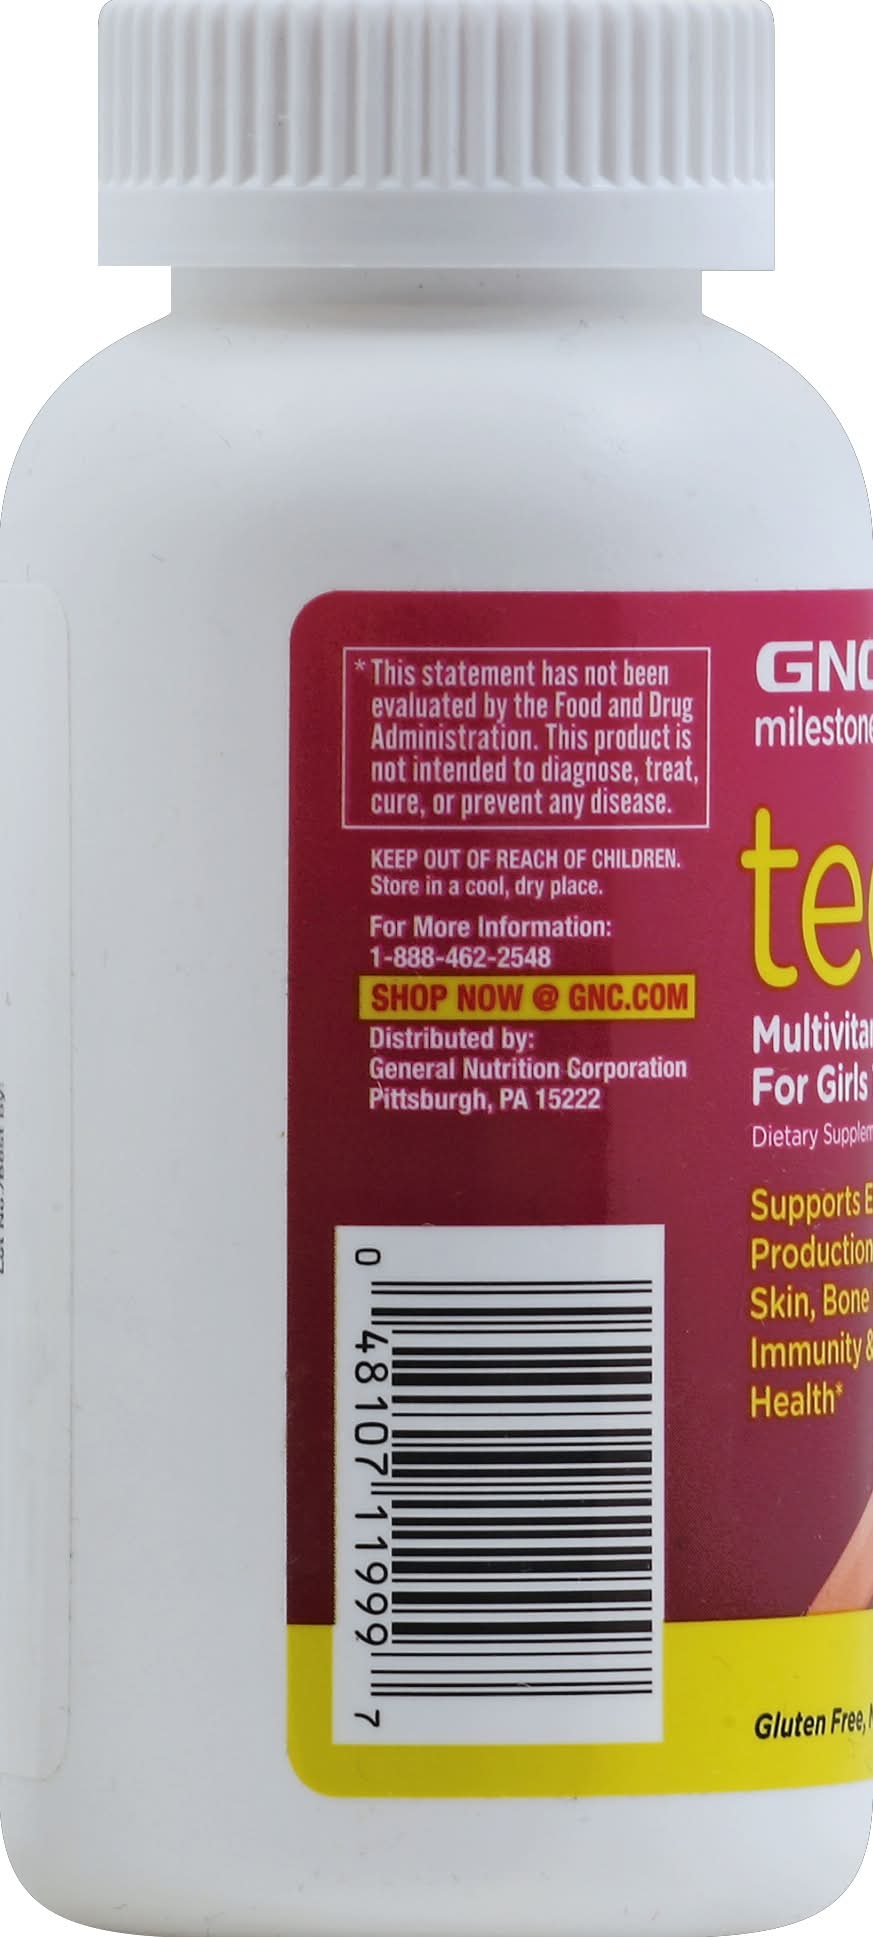 * This statement has not been
evaluated by the Food and Drug
Administration. This product is
not intended to diagnose, treat,
cure, or prevent any disease.
KEEP OUT OF REACH OF CHILDREN.
Store in a cool, dry place.
For More Information:
1-888-462-2548
SHOP NOW @ GNC.COM
Distributed by:
General Nutrition Corporation
Pittsburgh, PA 15222
0 48107 11999 7
GNC
milestone
tee
Multivita
For Girls
Dietary Supplem
Supports E
Production
Skin, Bone
Immunity &
Health*
Gluten Free, N